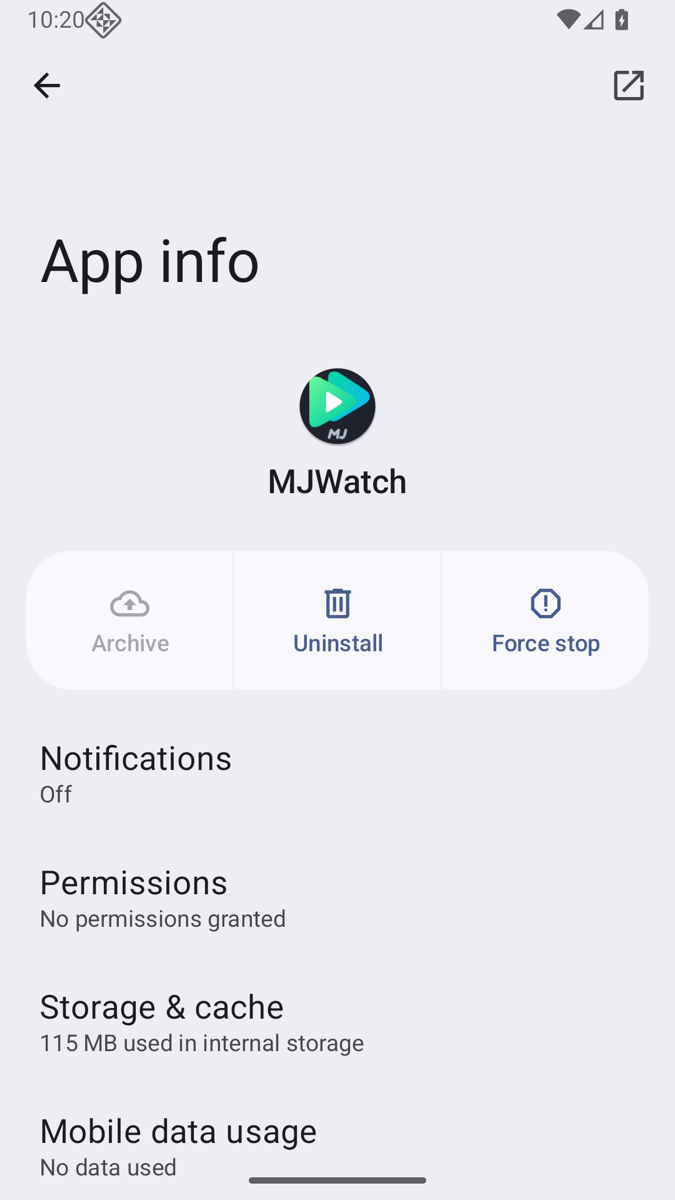 10:20
App info
MJ
MJWatch
Archive
Uninstall
Force stop
Notifications
Off
Permissions
No permissions granted
Storage & cache
115 MB used in internal storage
Mobile data usage
No data used